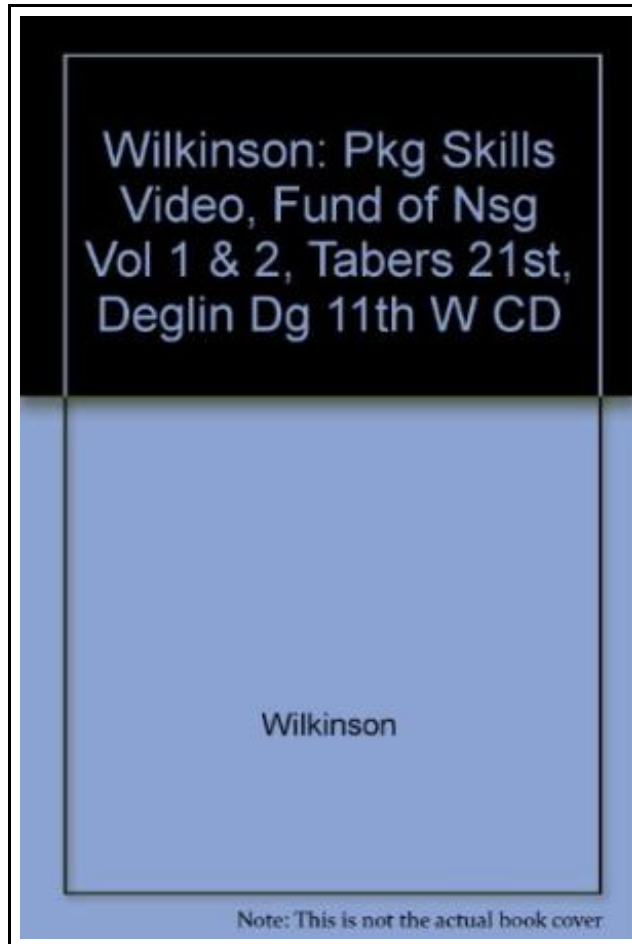 Wilkinson: Pkg Skills
Video, Fund of Nsg
Vol 1 & 2, Tabers 21st,
Deglin Dg 11th W CD
Wilkinson
Note: This is not the actual book cover